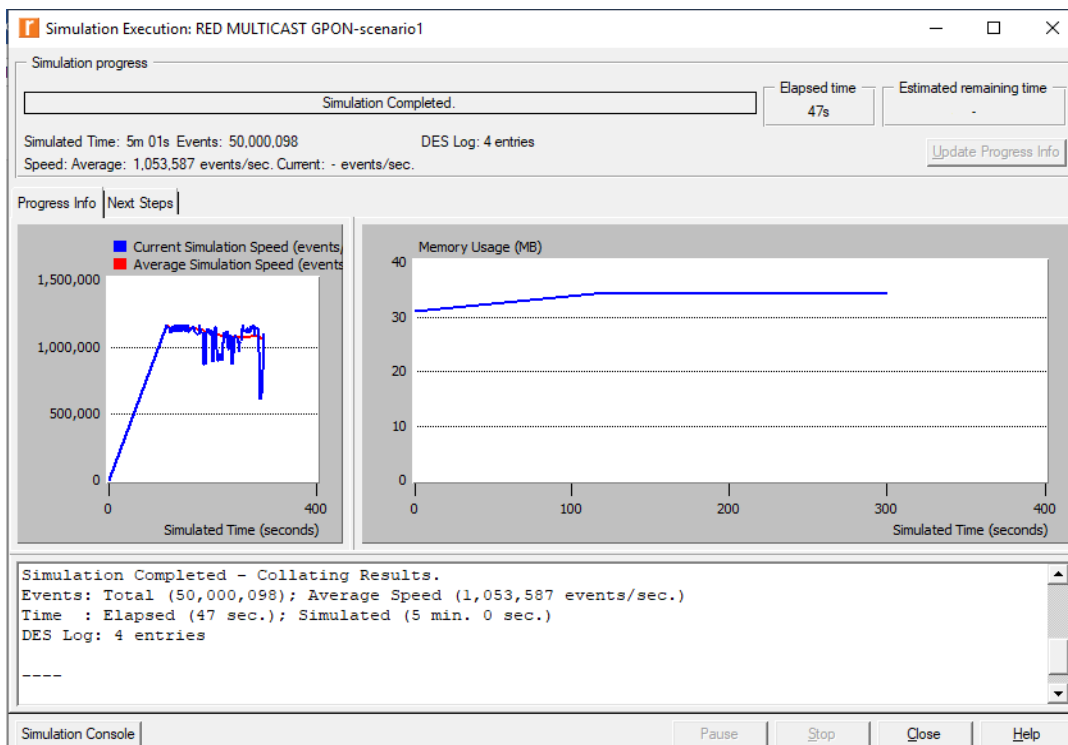 Simulation Execution: RED MULTICAST GPON-scenario1
Simulation progress
Simulation Completed.
Elapsed time
47s
Estimated remaining time
-
Simulated Time: 5m 01s Events: 50,000,098 DES Log: 4 entries
Speed: Average: 1,053,587 events/sec. Current: - events/sec.
Update Progress Info
Progress Info Next Steps
Current Simulation Speed (events/
Average Simulation Speed (events
1,500,000
1,000,000
500,000
0
0 400
Simulated Time (seconds)
Memory Usage (MB)
40
30
20
10
0
0 100 200 300 400
Simulated Time (seconds)
Simulation Completed - Collating Results.
Events: Total (50,000,098); Average Speed (1,053,587 events/sec.)
Time : Elapsed (47 sec.); Simulated (5 min. 0 sec.)
DES Log: 4 entries
----
Simulation Console Pause Stop Close Help